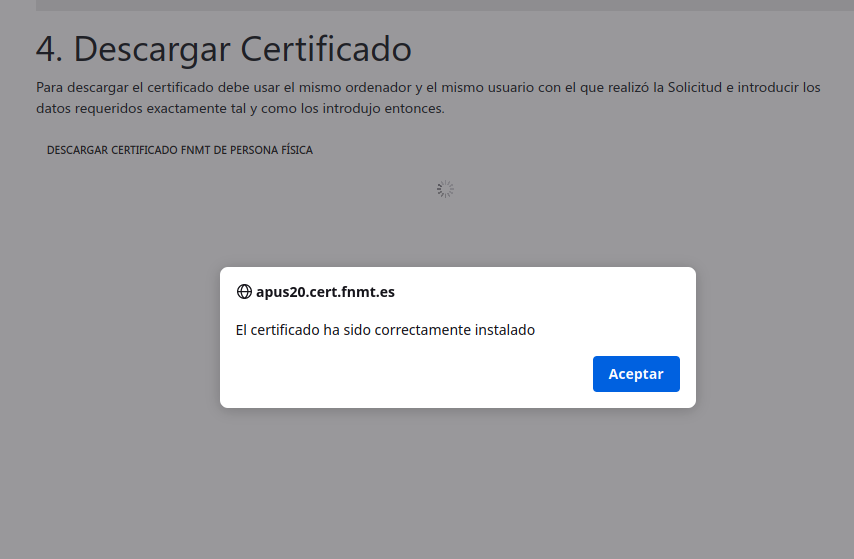 4. Descargar Certificado
Para descargar el certificado debe usar el mismo ordenador y el mismo usuario con el que realizó la Solicitud e introducir los
datos requeridos exactamente tal y como los introdujo entonces.
DESCARGAR CERTIFICADO FNMT DE PERSONA FÍSICA
apus20.cert.fnmt.es
El certificado ha sido correctamente instalado
Aceptar